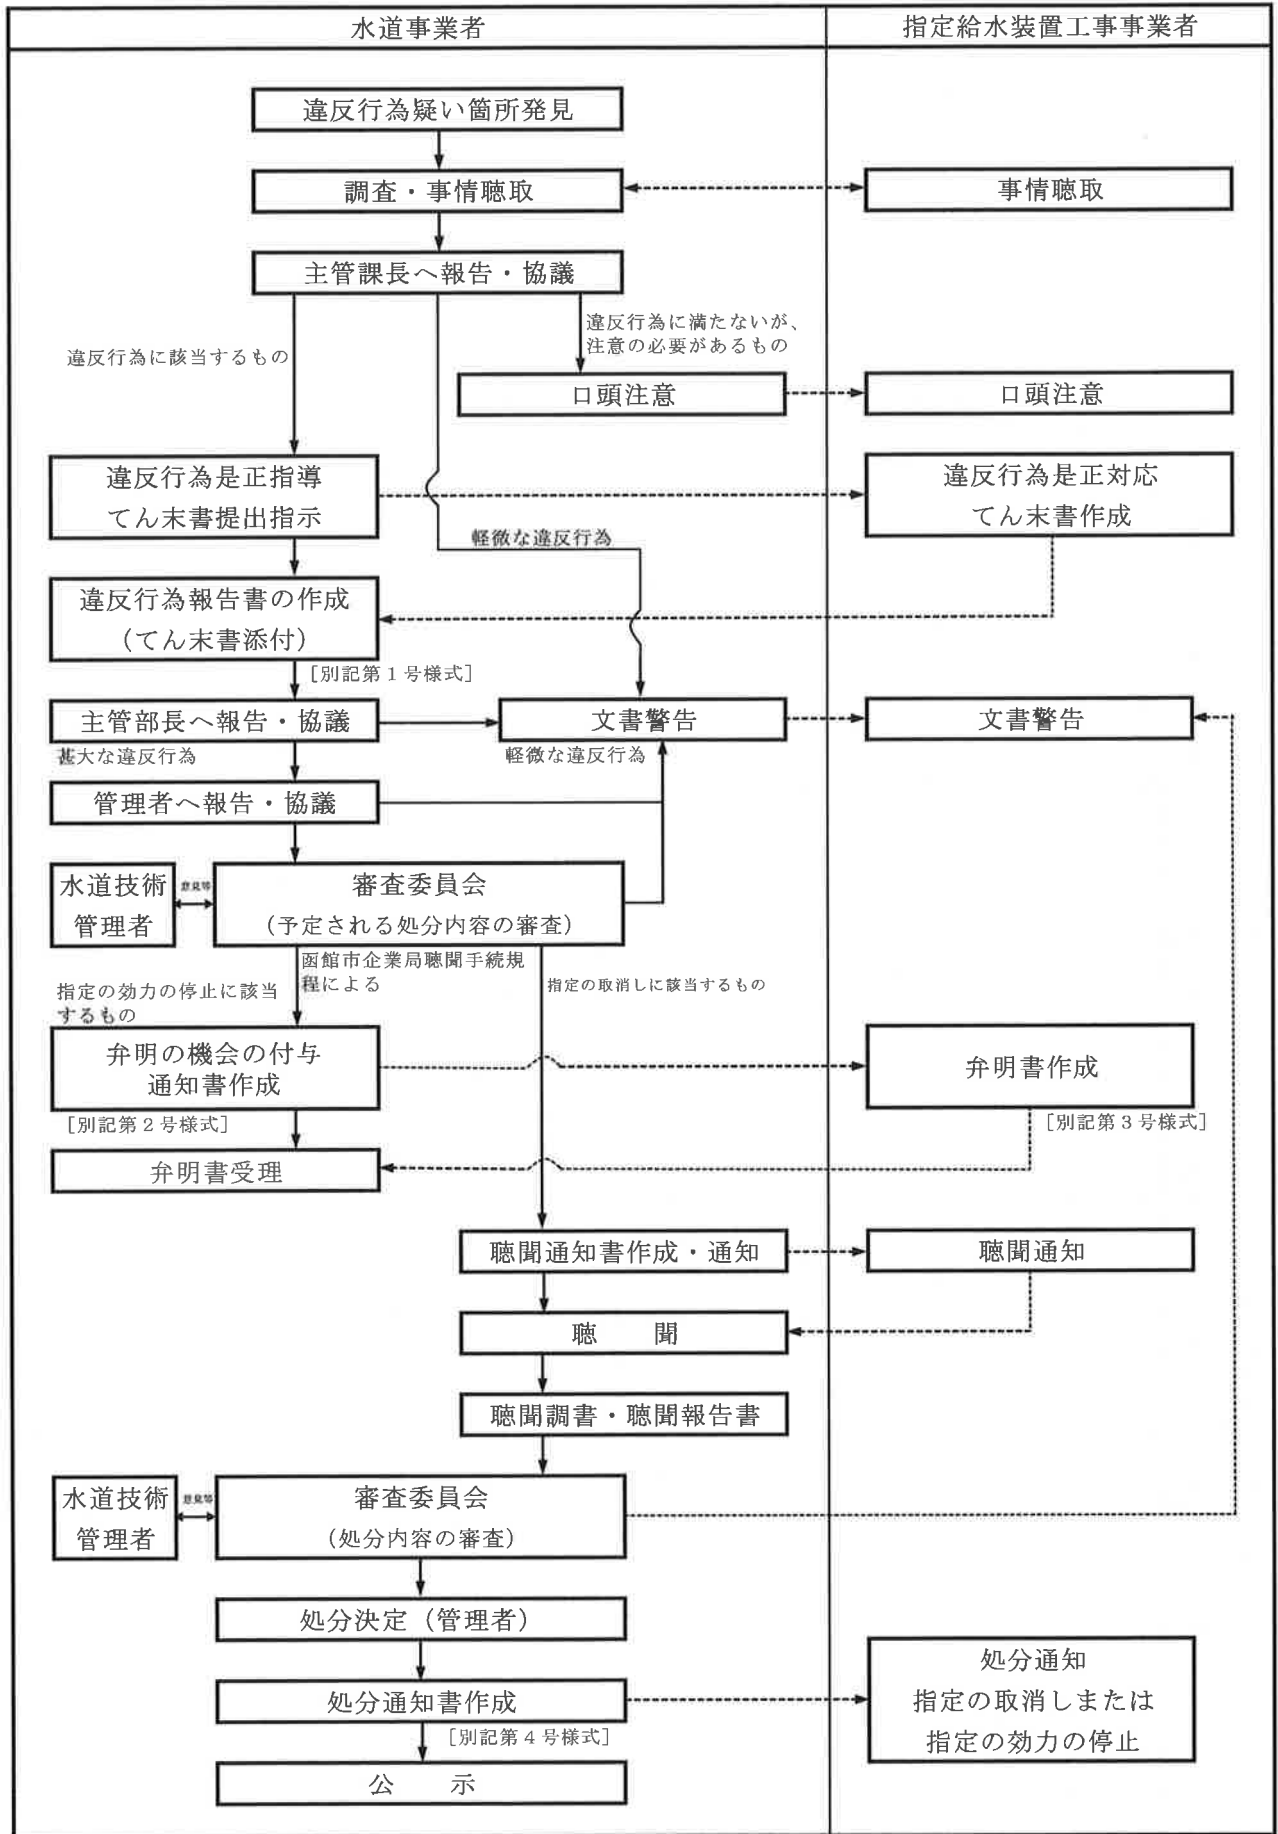 水道事業者
指定給水装置工事事業者
違反行為疑い箇所発見
調査・事情聴取
事情聴取
主管課長へ報告・協議
違反行為に満たないが、
注意の必要があるもの
違反行為に該当するもの
口頭注意
口頭注意
違反行為是正指導
てん末書提出指示
違反行為是正対応
てん末書作成
軽微な違反行為
違反行為報告書の作成
（てん末書添付）
［別記第１号様式］
主管部長へ報告・協議
文書警告
文書警告
甚大な違反行為
軽微な違反行為
管理者へ報告・協議
水道技術
管理者
意見等
審査委員会
（予定される処分内容の審査）
函館市企業局聴聞手続規
程による
指定の効力の停止に該当
するもの
指定の取消しに該当するもの
弁明の機会の付与
通知書作成
弁明書作成
［別記第２号様式］
［別記第３号様式］
弁明書受理
聴聞通知書作成・通知
聴聞通知
聴　　聞
聴聞調書・聴聞報告書
水道技術
管理者
意見等
審査委員会
（処分内容の審査）
処分決定（管理者）
処分通知書作成
処分通知
指定の取消しまたは
指定の効力の停止
［別記第４号様式］
公　　示